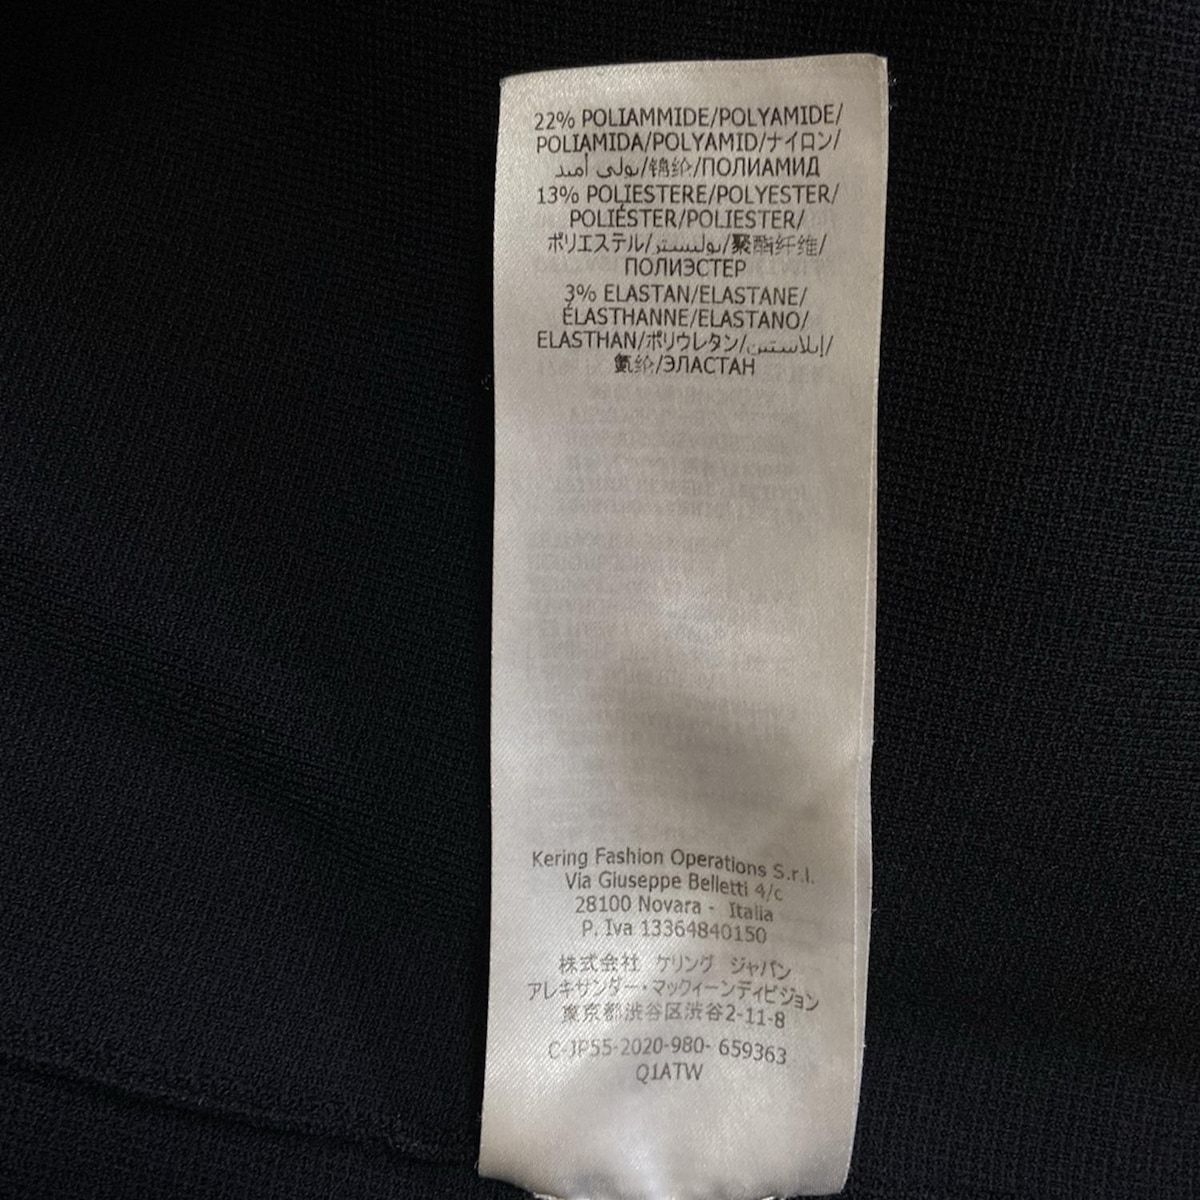 22% POLIAMMIDE/POLYAMIDE/
POLIAMIDA/POLYAMID/ナイロン/
بولي أميد/锦纶/ПОЛИАМИД
13% POLIESTERE/POLYESTER/
POLIÉSTER/POLIESTER/
ポリエステル/بوليستر/聚酯纤维/
ПОЛИЭСТЕР
3% ELASTAN/ELASTANE/
ÉLASTHANNE/ELASTANO/
ELASTHAN/ポリウレタン/إيلاستين/
氨纶/ЭЛАСТАН
Kering Fashion Operations S.r.l.
Via Giuseppe Belletti 4/c
28100 Novara - Italia
P. Iva 13364840150
株式会社 ケリング ジャパン
アレキサンダー・マックイーンディビジョン
東京都渋谷区渋谷2-11-8
C-JP55-2020-980- 659363
Q1ATW